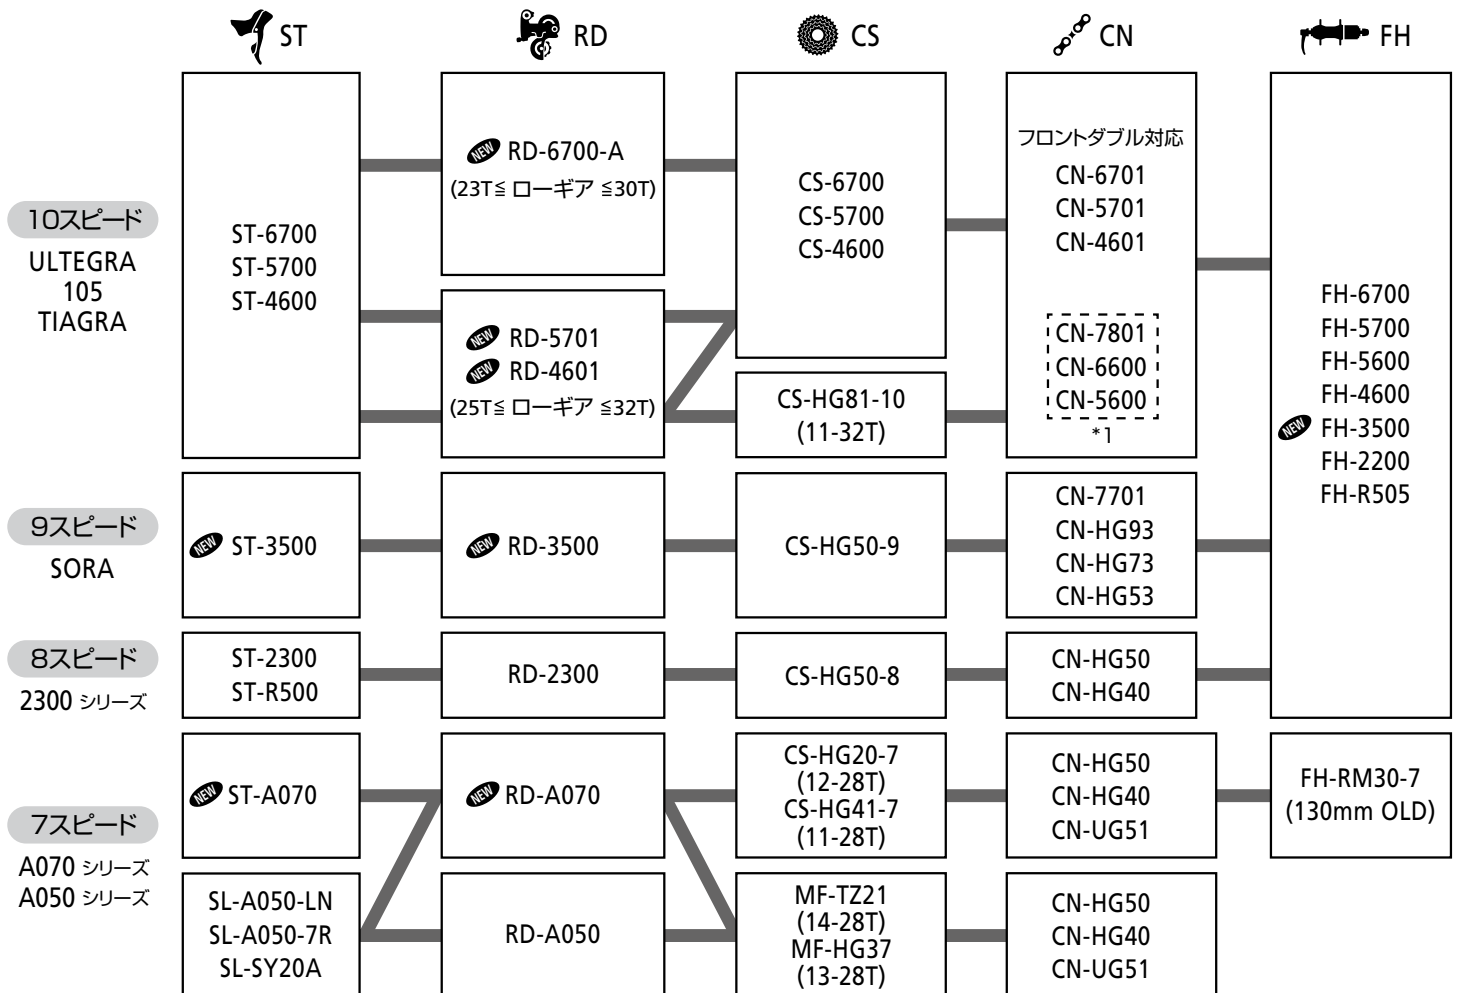 ST
RD
CS
CN
FH
10スピード
ULTEGRA
105
TIAGRA
ST-6700
ST-5700
ST-4600
NEW RD-6700-A
(23T≦ ローギア ≦30T)
NEW RD-5701
NEW RD-4601
(25T≦ ローギア ≦32T)
CS-6700
CS-5700
CS-4600
CS-HG81-10
(11-32T)
フロントダブル対応
CN-6701
CN-5701
CN-4601
CN-7801
CN-6600
CN-5600
*1
FH-6700
FH-5700
FH-5600
FH-4600
NEW FH-3500
FH-2200
FH-R505
9スピード
SORA
NEW ST-3500
NEW RD-3500
CS-HG50-9
CN-7701
CN-HG93
CN-HG73
CN-HG53
8スピード
2300 シリーズ
ST-2300
ST-R500
RD-2300
CS-HG50-8
CN-HG50
CN-HG40
7スピード
A070 シリーズ
A050 シリーズ
NEW ST-A070
NEW RD-A070
CS-HG20-7
(12-28T)
CS-HG41-7
(11-28T)
CN-HG50
CN-HG40
CN-UG51
FH-RM30-7
(130mm OLD)
SL-A050-LN
SL-A050-7R
SL-SY20A
RD-A050
MF-TZ21
(14-28T)
MF-HG37
(13-28T)
CN-HG50
CN-HG40
CN-UG51